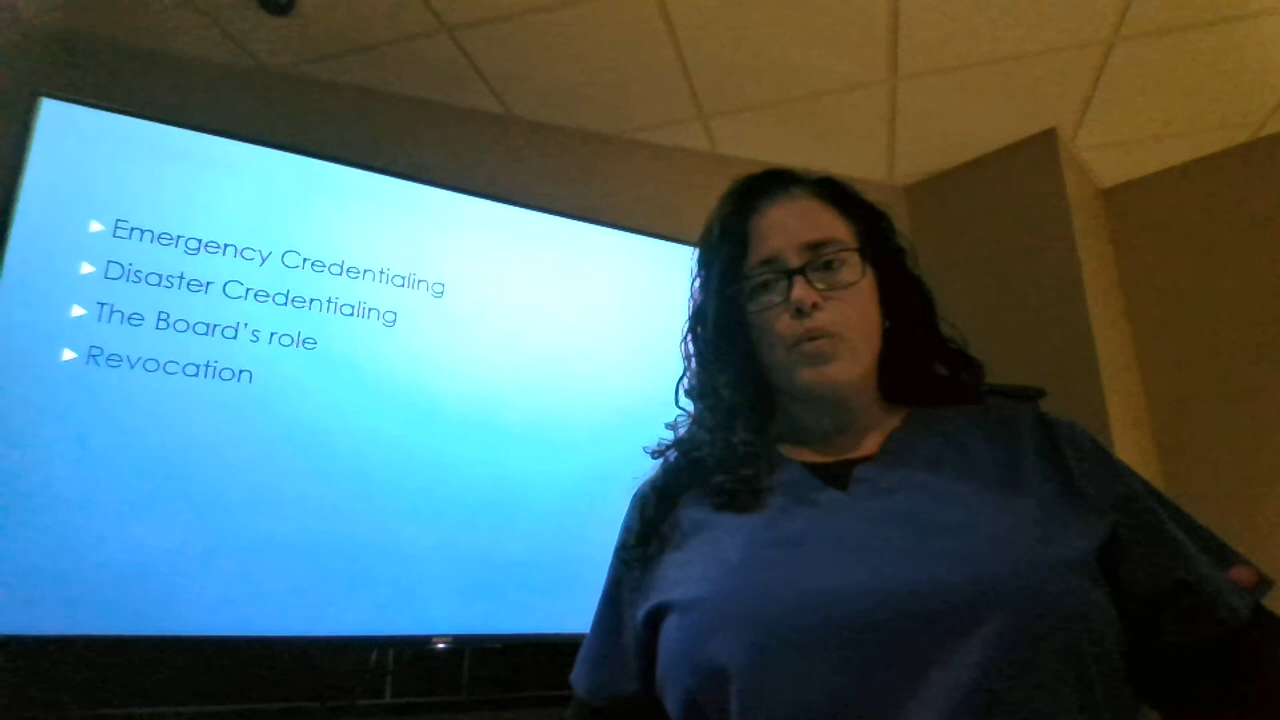 Emergency Credentialing
Disaster Credentialing
The Board's role
Revocation